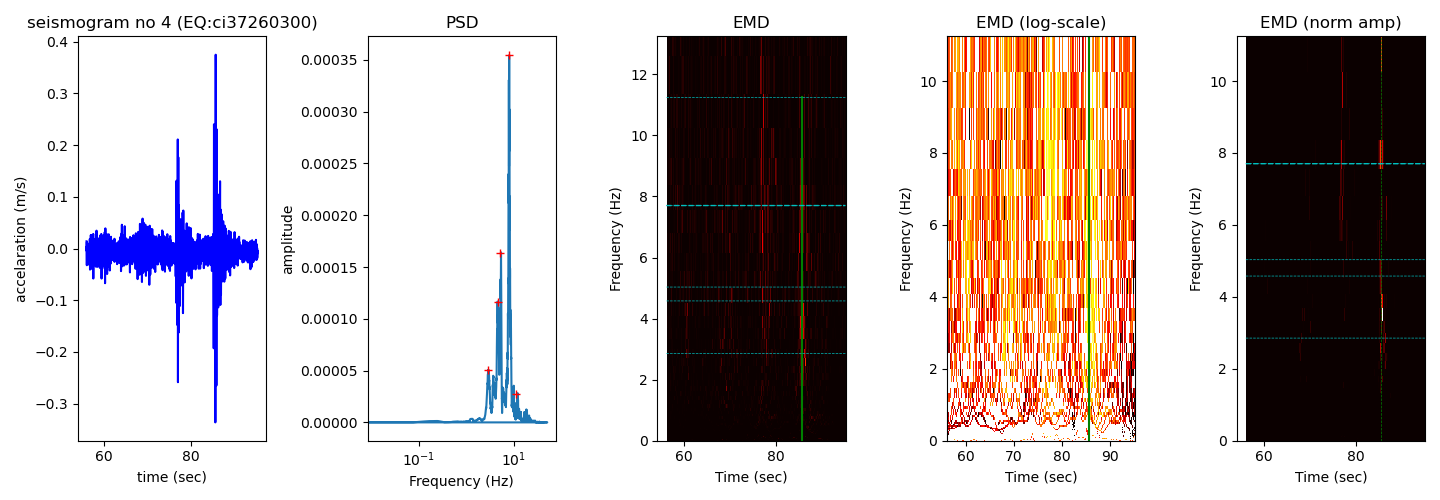 seismogram no 4 (EQ:ci37260300)
0.4
0.3
0.2
0.1
0.0
−0.1
−0.2
−0.3
accelaration (m/s)
60 80
time (sec)
PSD
0.00035
0.00030
0.00025
0.00020
0.00015
0.00010
0.00005
0.00000
amplitude
10−1 101
Frequency (Hz)
EMD
12
10
8
6
4
2
0
Frequency (Hz)
60 80
Time (sec)
EMD (log-scale)
10
8
6
4
2
0
Frequency (Hz)
60 70 80 90
Time (sec)
EMD (norm amp)
10
8
6
4
2
0
Frequency (Hz)
60 80
Time (sec)